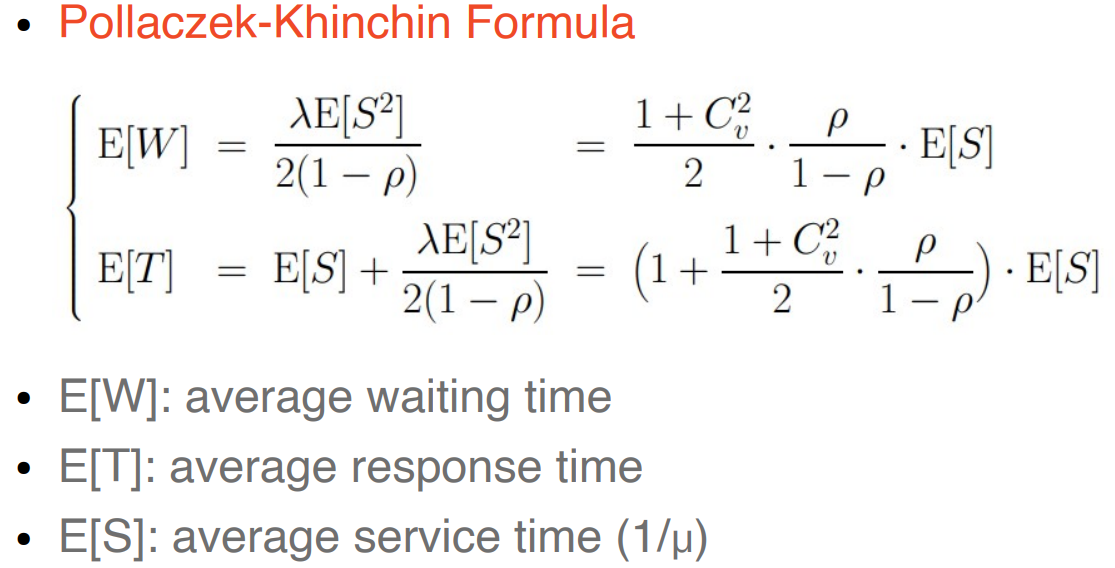 • Pollaczek-Khinchin Formula
E[W] = λE[S²] / 2(1 − ρ) = (1 + C_v²) / 2 · ρ / (1 − ρ) · E[S]
E[T] = E[S] + λE[S²] / 2(1 − ρ) = (1 + (1 + C_v²) / 2 · ρ / (1 − ρ)) · E[S]
• E[W]: average waiting time
• E[T]: average response time
• E[S]: average service time (1/μ)